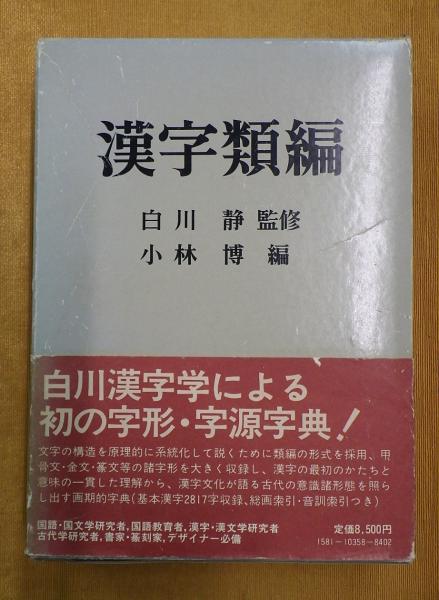 漢字類編
白川 静 監修
小林 博 編
白川漢字学による
初の字形・字源字典!
文字の構造を原理的に系統化して説くために類編の形式を採用、甲
骨文・金文・篆文等の諸字形を大きく収録し、漢字の最初のかたちと
意味の一貫した理解から、漢字文化が語る古代の意識諸形態を照ら
し出す画期的字典(基本漢字2817字収録、総画索引・音訓索引つき)
国語・国文学研究者,国語教育者,漢字・漢文学研究者
古代学研究者,書家・篆刻家,デザイナー必備
定価8,500円
1581-10358-8402